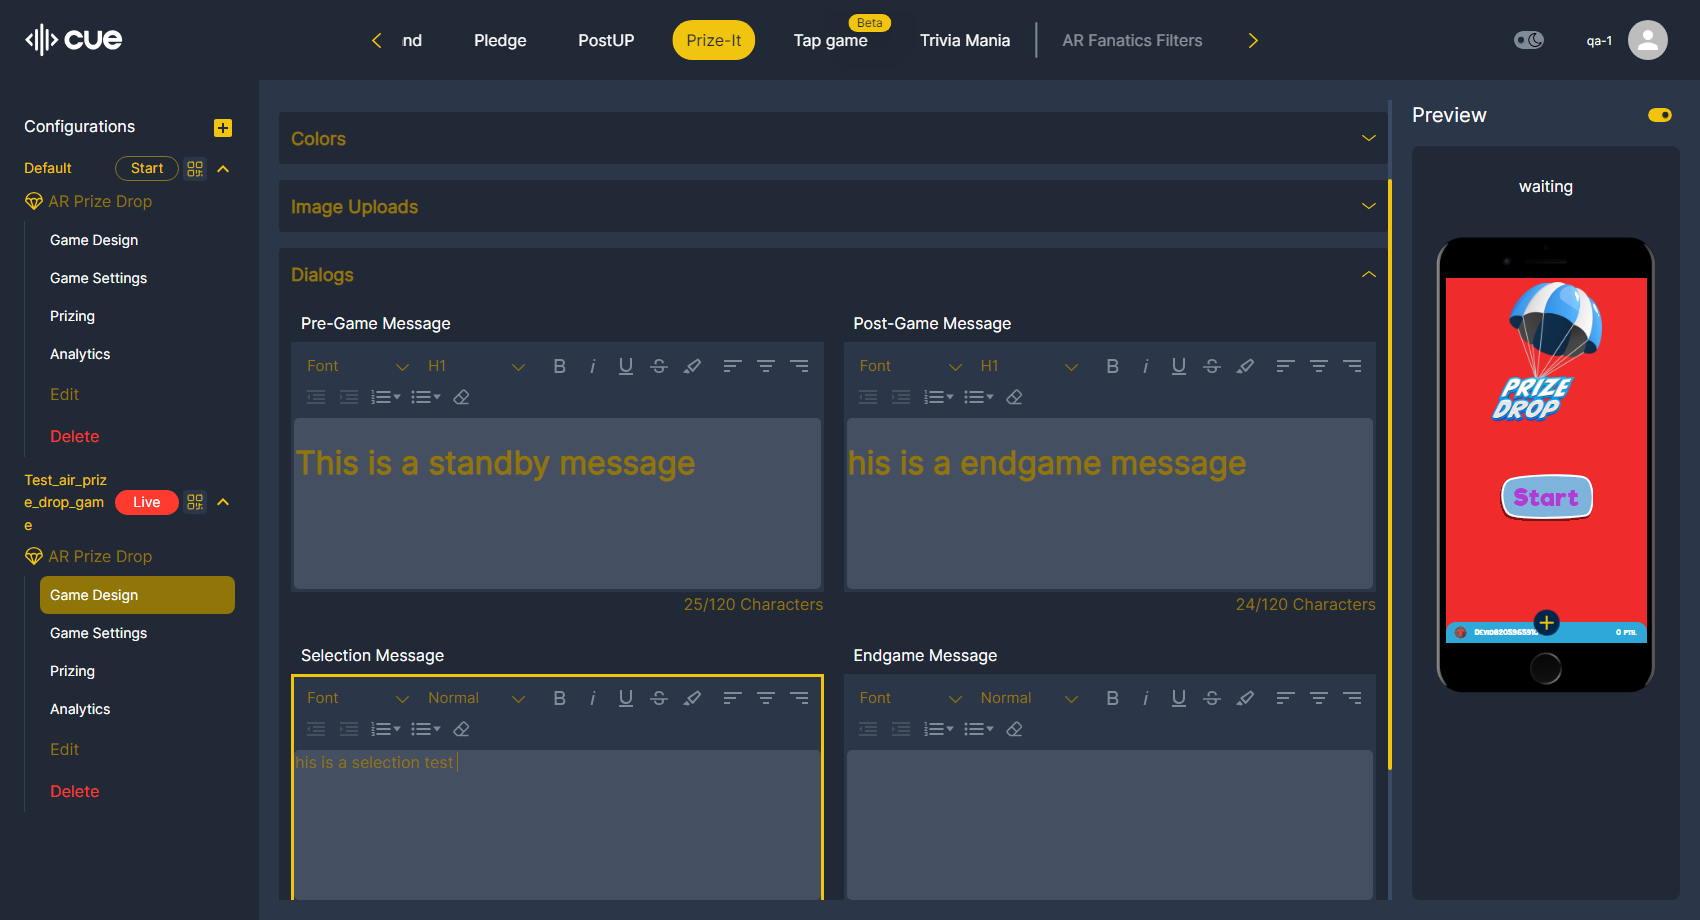 cue
nd
Pledge
PostUP
Prize-It
Beta
Tap game
Trivia Mania
AR Fanatics Filters
qa-1
Configurations
Default
Start
AR Prize Drop
Game Design
Game Settings
Prizing
Analytics
Edit
Delete
Test_air_priz
e_drop_gam
e
Live
AR Prize Drop
Game Design
Game Settings
Prizing
Analytics
Edit
Delete
Colors
Image Uploads
Dialogs
Pre-Game Message
Font
H1
This is a standby message
25/120 Characters
Post-Game Message
Font
H1
his is a endgame message
24/120 Characters
Selection Message
Font
Normal
his is a selection test
Endgame Message
Font
Normal
Preview
waiting
PRIZE
DROP
Start
0 PTS.